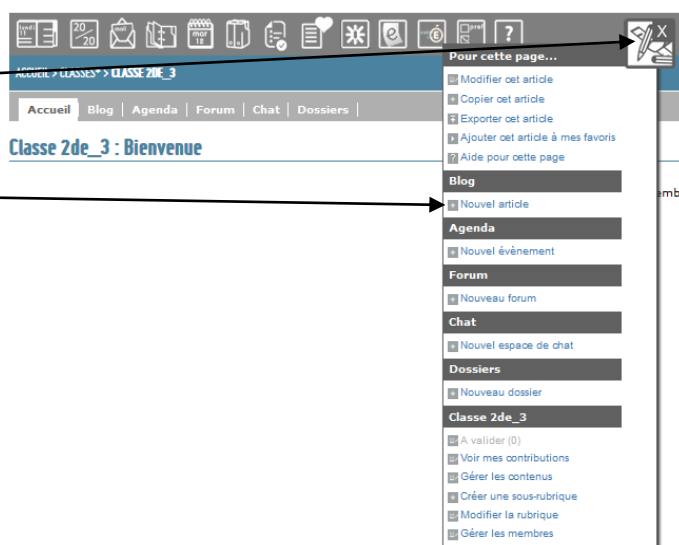 lundi
11
20
20
mail
mar
12
É
Pref
?
X
ACCUEIL > CLASSES* > CLASSE 2DE_3
Accueil | Blog | Agenda | Forum | Chat | Dossiers |
Classe 2de_3 : Bienvenue
emb
Pour cette page...
Modifier cet article
Copier cet article
Exporter cet article
Ajouter cet article à mes favoris
Aide pour cette page
Blog
Nouvel article
Agenda
Nouvel évènement
Forum
Nouveau forum
Chat
Nouvel espace de chat
Dossiers
Nouveau dossier
Classe 2de_3
A valider (0)
Voir mes contributions
Gérer les contenus
Créer une sous-rubrique
Modifier la rubrique
Gérer les membres